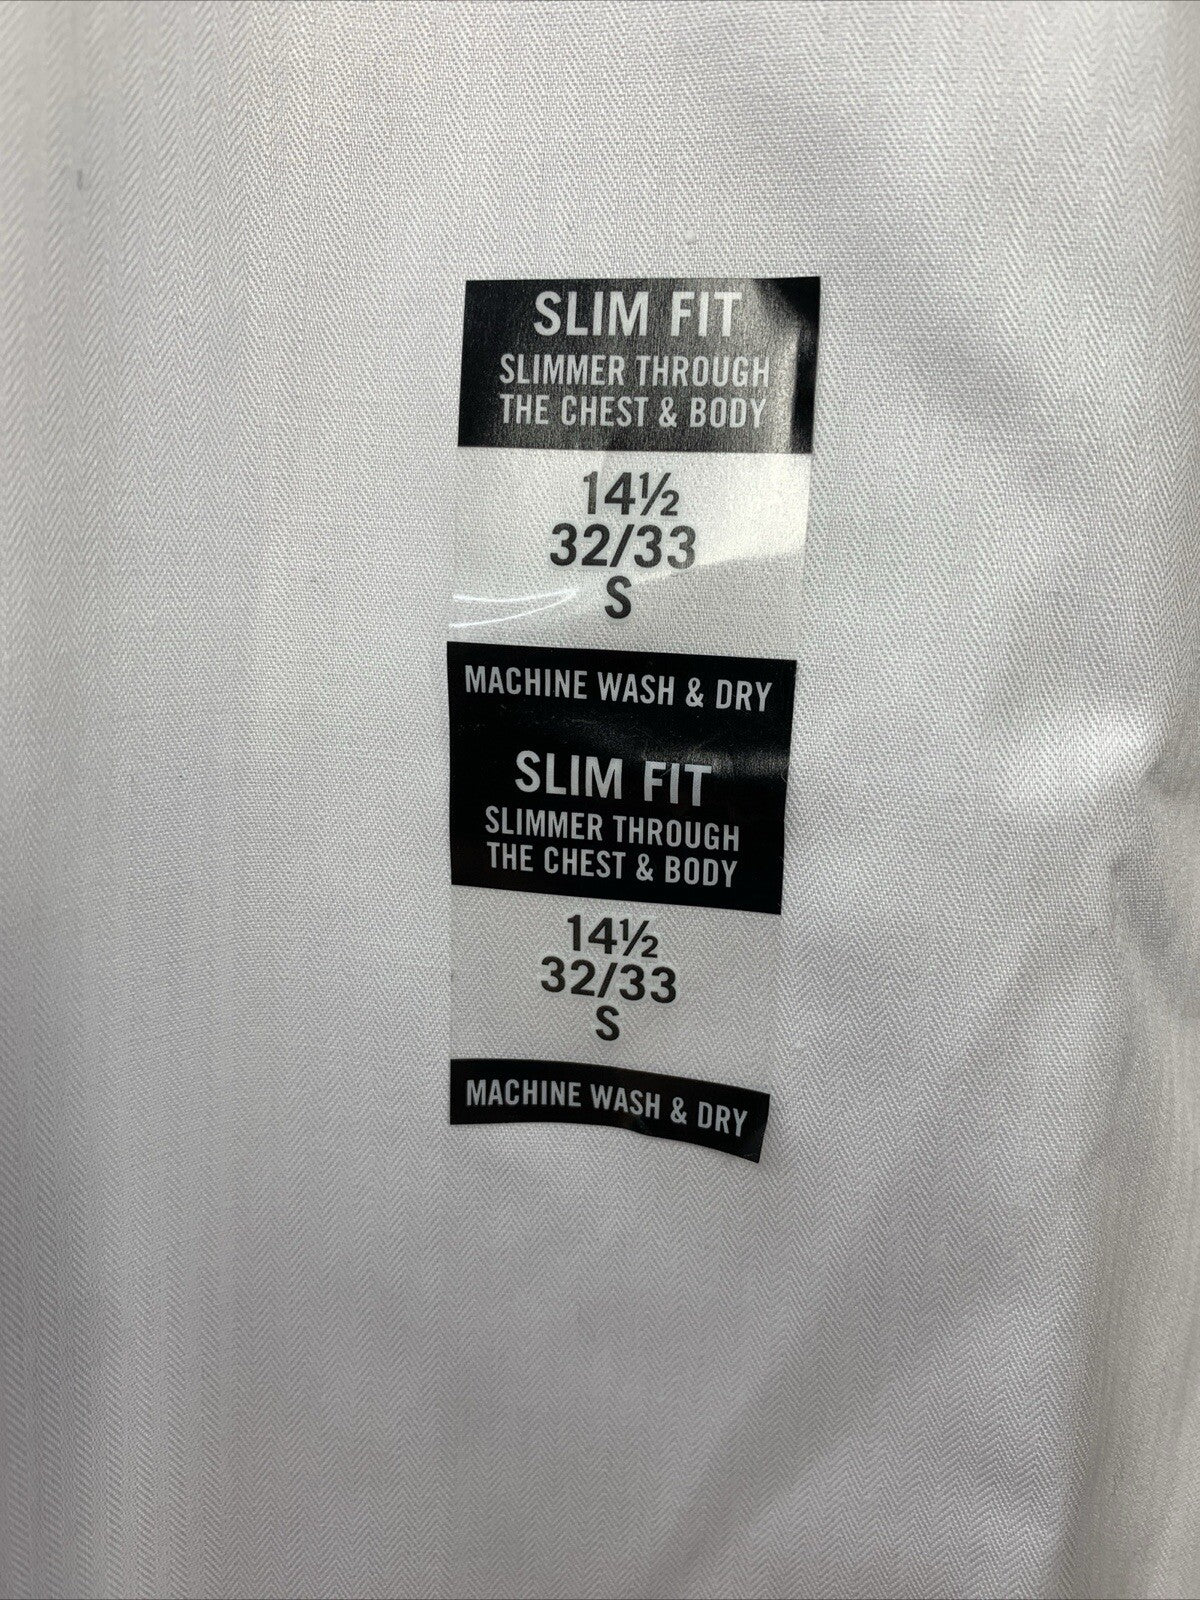 SLIM FIT
SLIMMER THROUGH
THE CHEST & BODY
14½
32/33
S
MACHINE WASH & DRY
SLIM FIT
SLIMMER THROUGH
THE CHEST & BODY
14½
32/33
S
MACHINE WASH & DRY